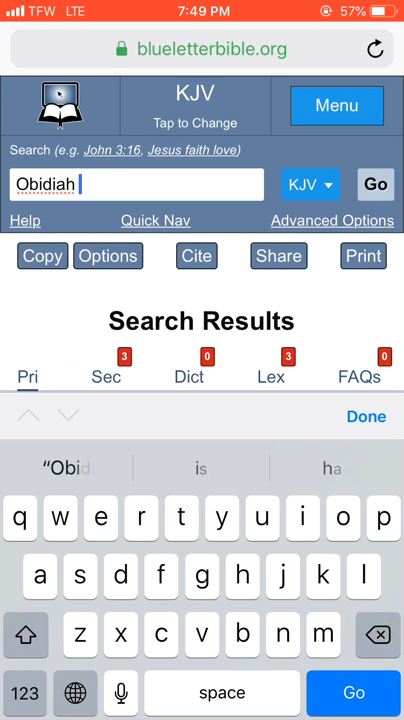 TFW LTE 7:49 PM 57%
blueletterbible.org
KJV
Tap to Change
Menu
Search (e.g. John 3:16, Jesus faith love)
Obidiah KJV Go
Help Quick Nav Advanced Options
Copy Options Cite Share Print
Search Results
3 0 3 0
Pri Sec Dict Lex FAQs
Done
“Obidi is ha
q w e r t y u i o p
a s d f g h j k l
z x c v b n m
123 space Go